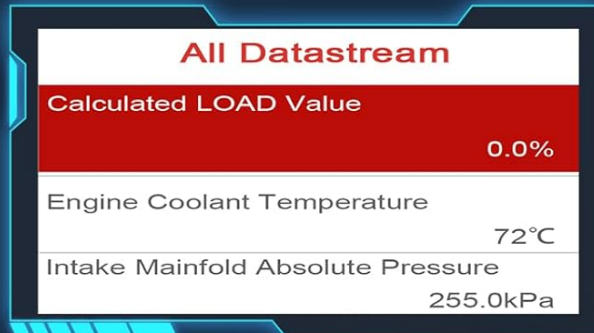 All Datastream
Calculated LOAD Value
0.0%
Engine Coolant Temperature
72℃
Intake Mainfold Absolute Pressure
255.0kPa